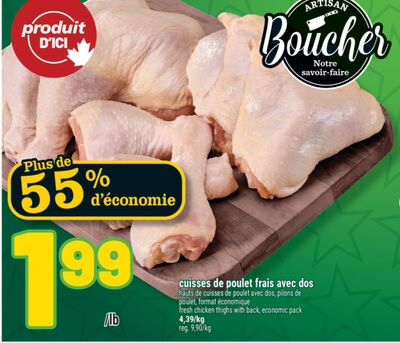 produit
D'ICI
ARTISAN
Boucher
Notre
savoir-faire
Plus de
55%
d'économie
1 99
/lb
cuisses de poulet frais avec dos
hauts de cuisses de poulet avec dos, pilons de
poulet, format économique
fresh chicken thighs with back, economic pack
4,39/kg
reg. 9,90/kg